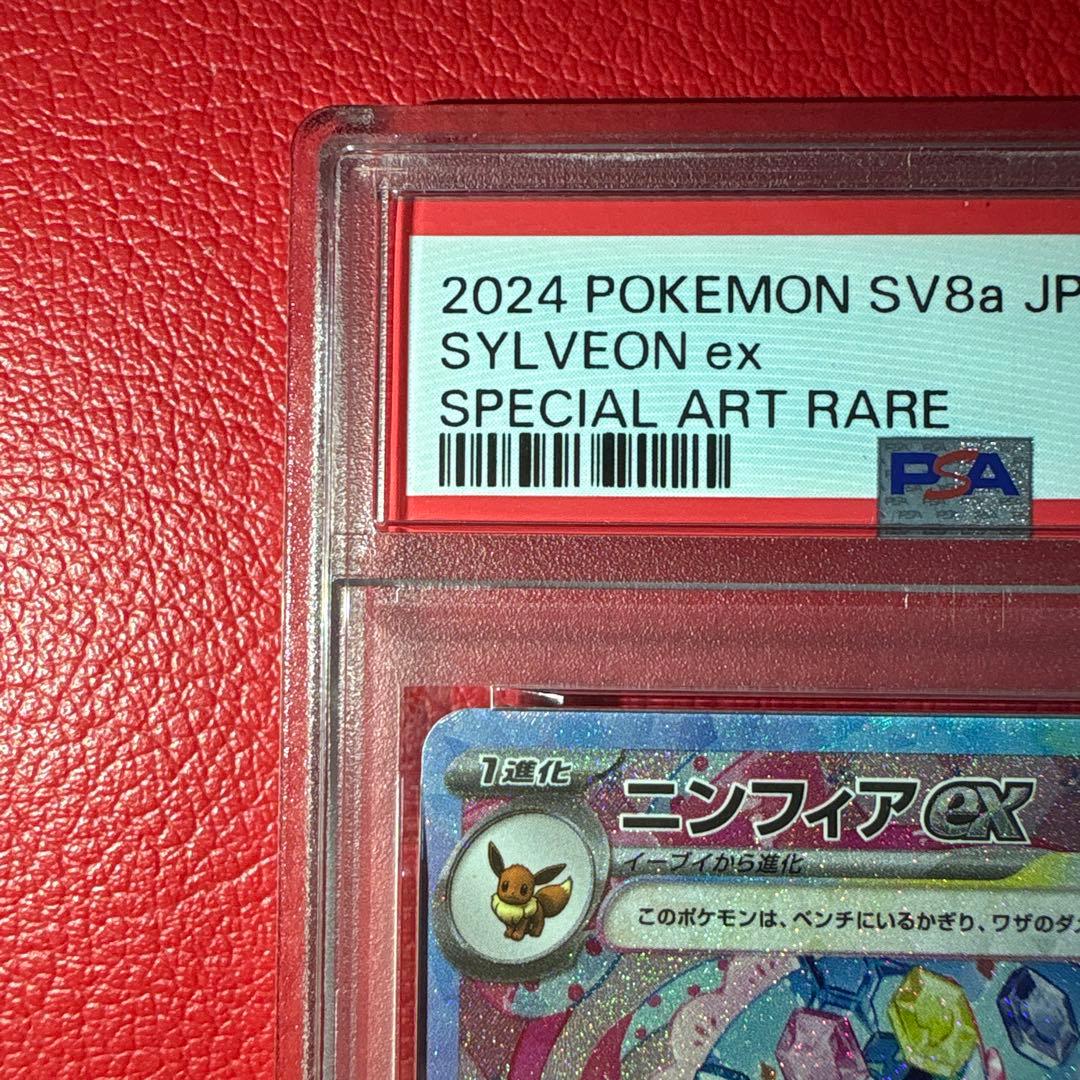 2024 POKEMON SV8a JP
SYLVEON ex
SPECIAL ART RARE
PSA
1進化
ニンフィアex
イーブイから進化
このポケモンは、ベンチにいるかぎり、ワザのダ